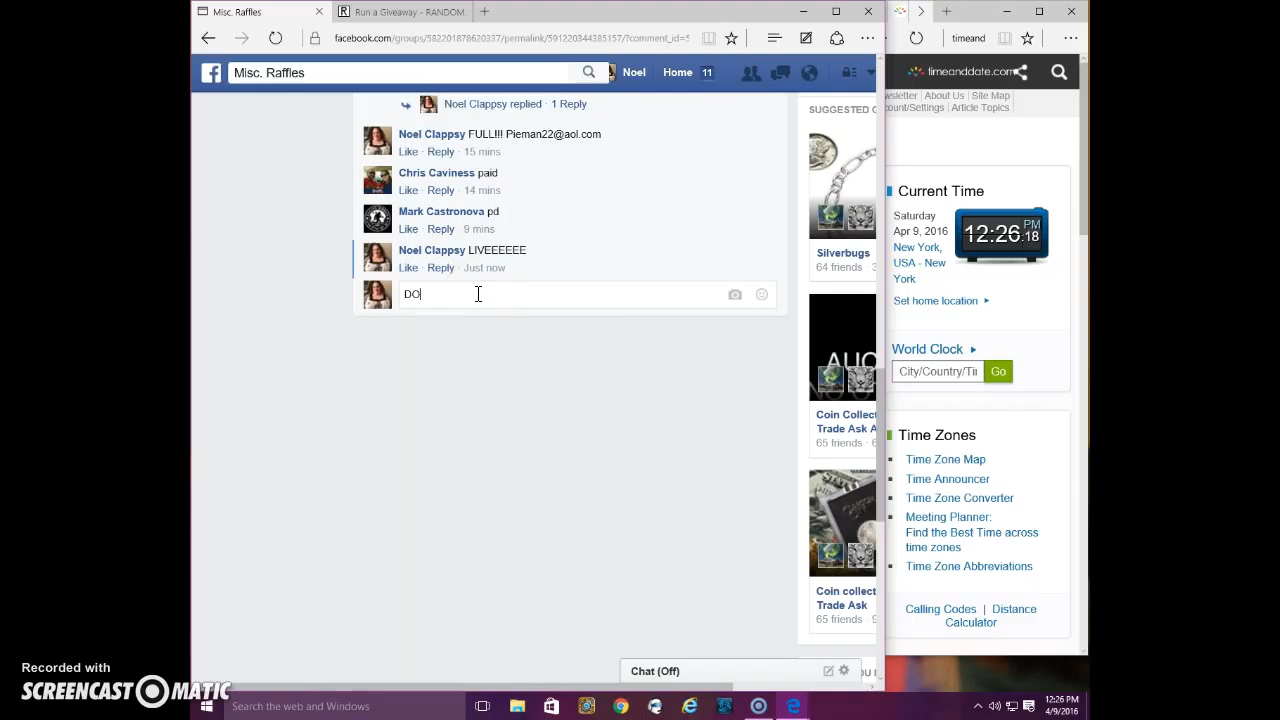 Misc. Raffles
Run a Giveaway - RANDOM.
facebook.com/groups/582201878620337/permalink/591220344385157/?comment_id=5
timeand
Misc. Raffles
Noel
Home 11
timeanddate.com
Noel Clappsy replied · 1 Reply
Noel Clappsy FULL!!! Pieman22@aol.com
Like · Reply · 15 mins
Chris Caviness paid
Like · Reply · 14 mins
Mark Castronova pd
Like · Reply · 9 mins
Noel Clappsy LIVEEEEEE
Like · Reply · Just now
DO
SUGGESTED G
Silverbugs
64 friends ·
AUC
Coin Collect
Trade Ask A
65 friends ·
Coin collect
Trade Ask
65 friends ·
wsletter | About Us | Site Map
count/Settings | Article Topics
Current Time
Saturday
Apr 9, 2016
New York,
USA - New
York
12:26:18 PM
Set home location
World Clock
City/Country/Ti
Go
Time Zones
Time Zone Map
Time Announcer
Time Zone Converter
Meeting Planner:
Find the Best Time across
time zones
Time Zone Abbreviations
Calling Codes | Distance
Calculator
Chat (Off)
Recorded with
SCREENCAST MATIC
Search the web and Windows
12:26 PM
4/9/2016